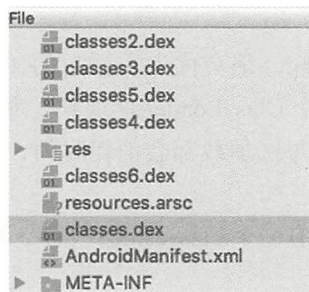 File
classes2.dex
classes3.dex
classes5.dex
classes4.dex
res
classes6.dex
resources.arsc
classes.dex
AndroidManifest.xml
META-INF